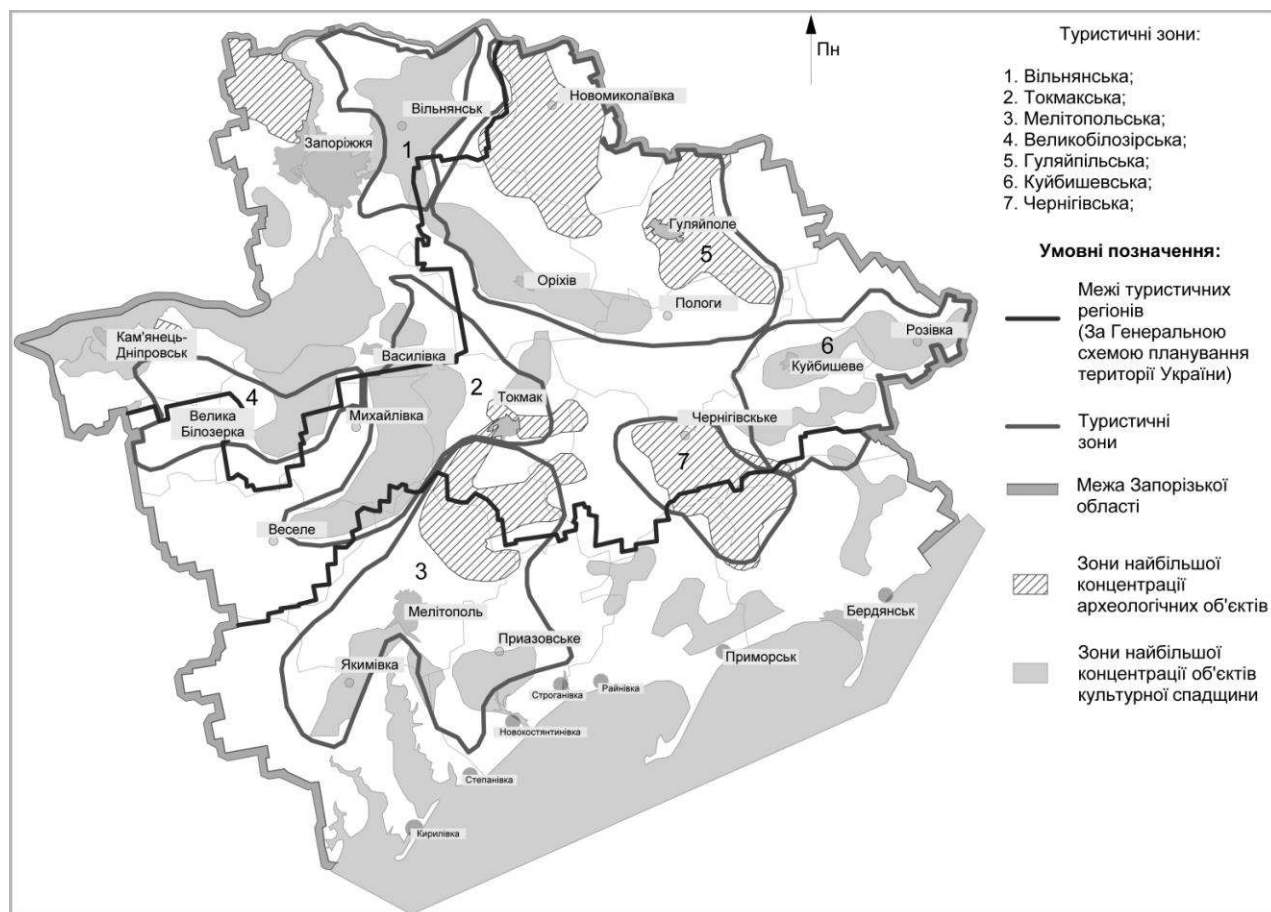 Пн
Новомиколаївка
Вільнянськ
Запоріжжя
1
Гуляйполе
5
Оріхів
Пологи
Кам'янець-
Дніпровськ
Василівка
Розівка
6
Куйбишеве
2
4
Велика
Білозерка
Михайлівка
Токмак
Чернігівське
7
Веселе
3
Мелітополь
Бердянськ
Приазовське
Приморськ
Якимівка
Строганівка
Райнівка
Новокостянтинівка
Степанівка
Кирилівка
Туристичні зони:
1. Вільнянська;
2. Токмакська;
3. Мелітопольська;
4. Великобілозірська;
5. Гуляйпільська;
6. Куйбишевська;
7. Чернігівська;
Умовні позначення:
Межі туристичних
регіонів
(За Генеральною
схемою планування
території України)
Туристичні
зони
Межа Запорізької
області
Зони найбільшої
концентрації
археологічних об'єктів
Зони найбільшої
концентрації об'єктів
культурної спадщини